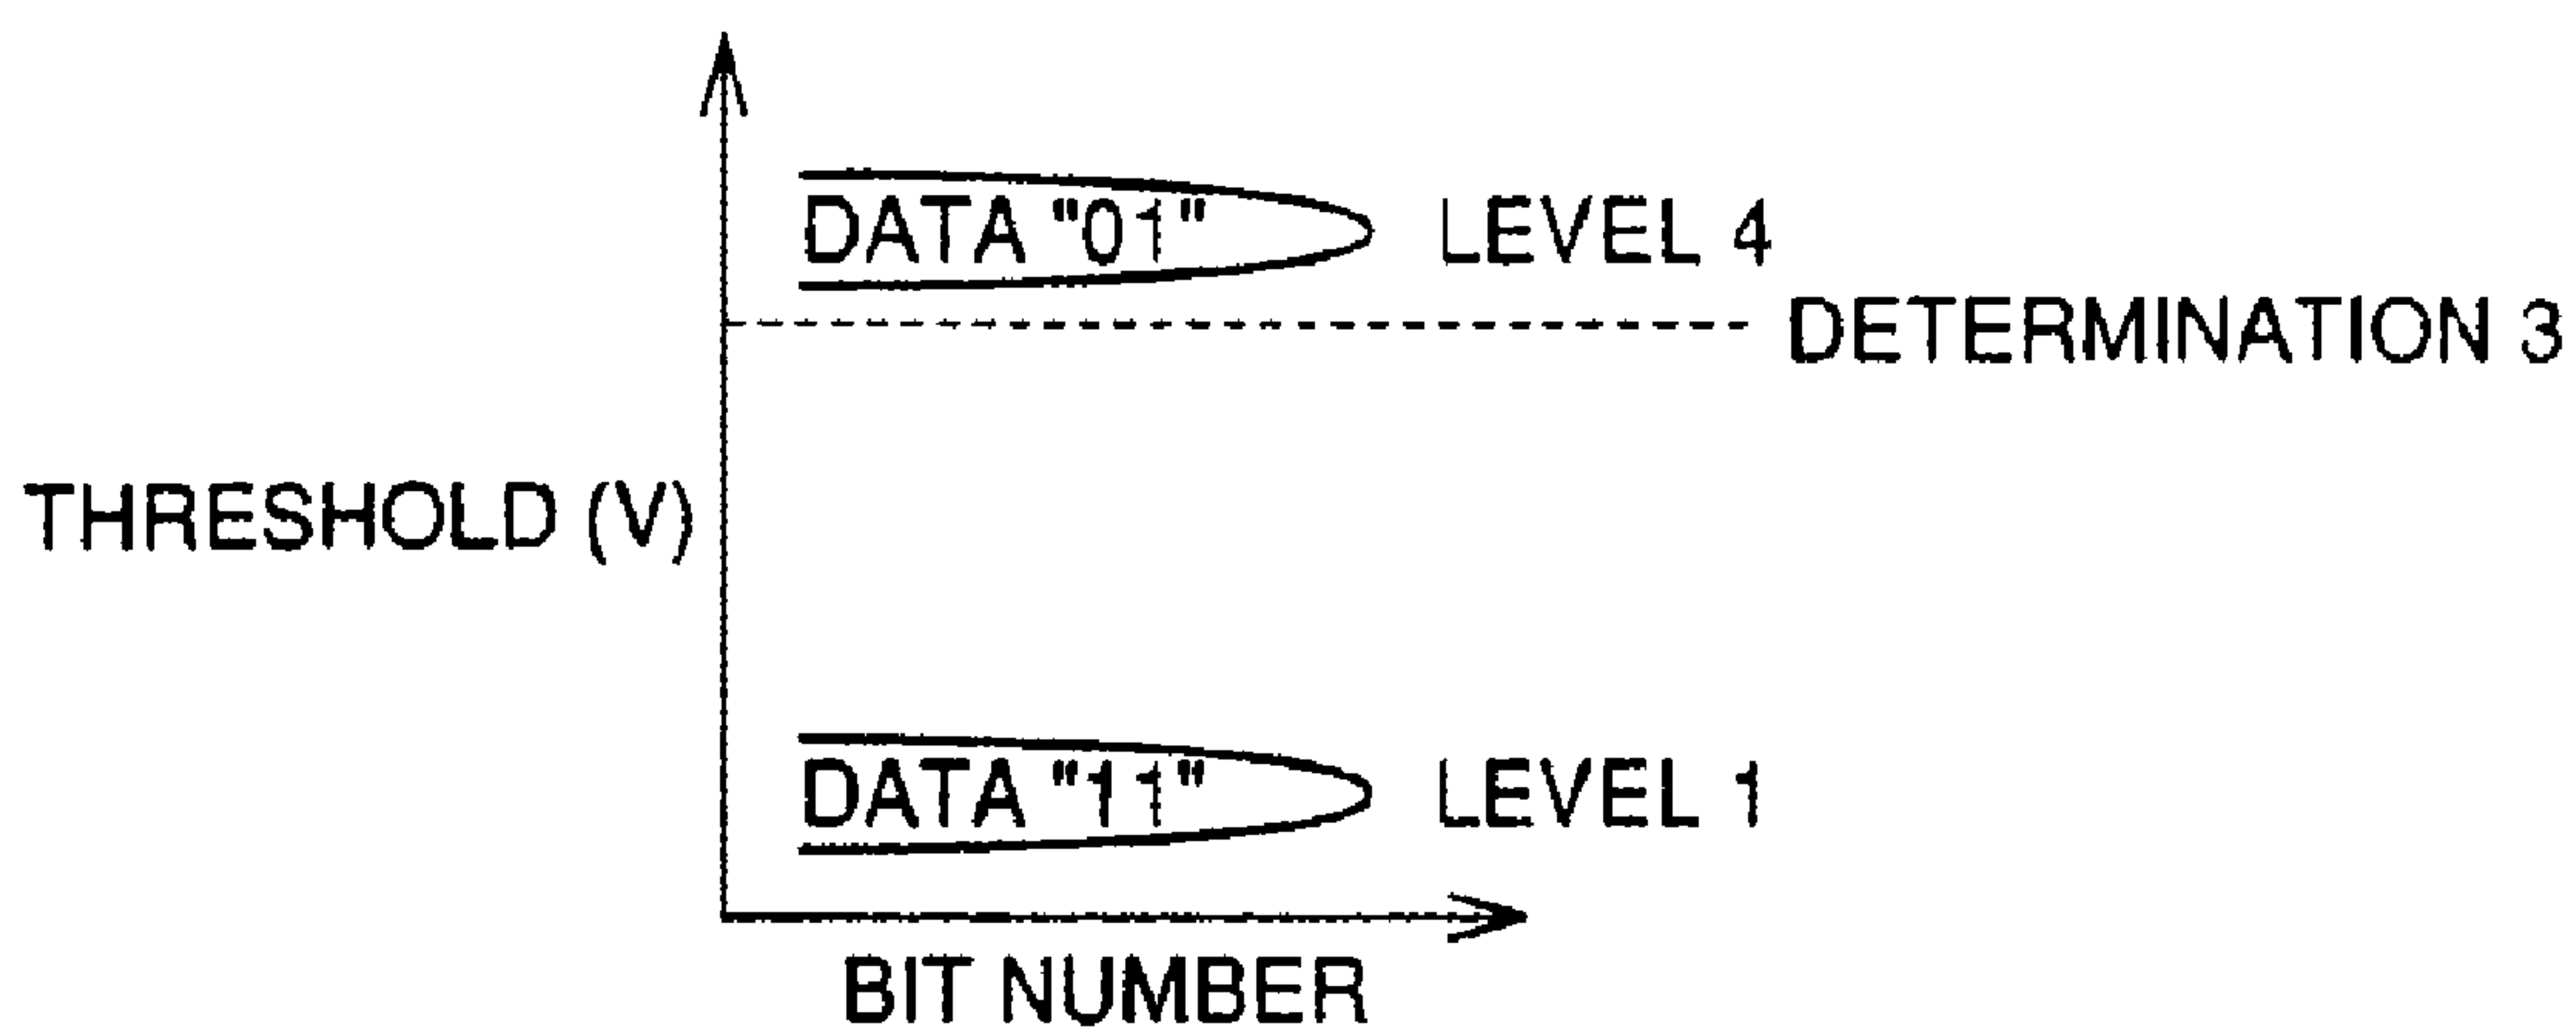 DATA "01" LEVEL 4
DETERMINATION 3
THRESHOLD (V)
DATA "11" LEVEL 1
BIT NUMBER